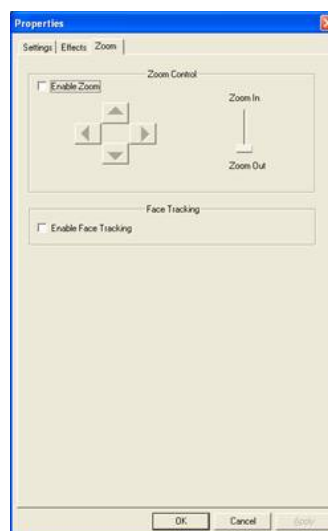 Properties
Settings Effects Zoom
Zoom Control
Enable Zoom
Zoom In
Zoom Out
Face Tracking
Enable Face Tracking
OK Cancel Apply